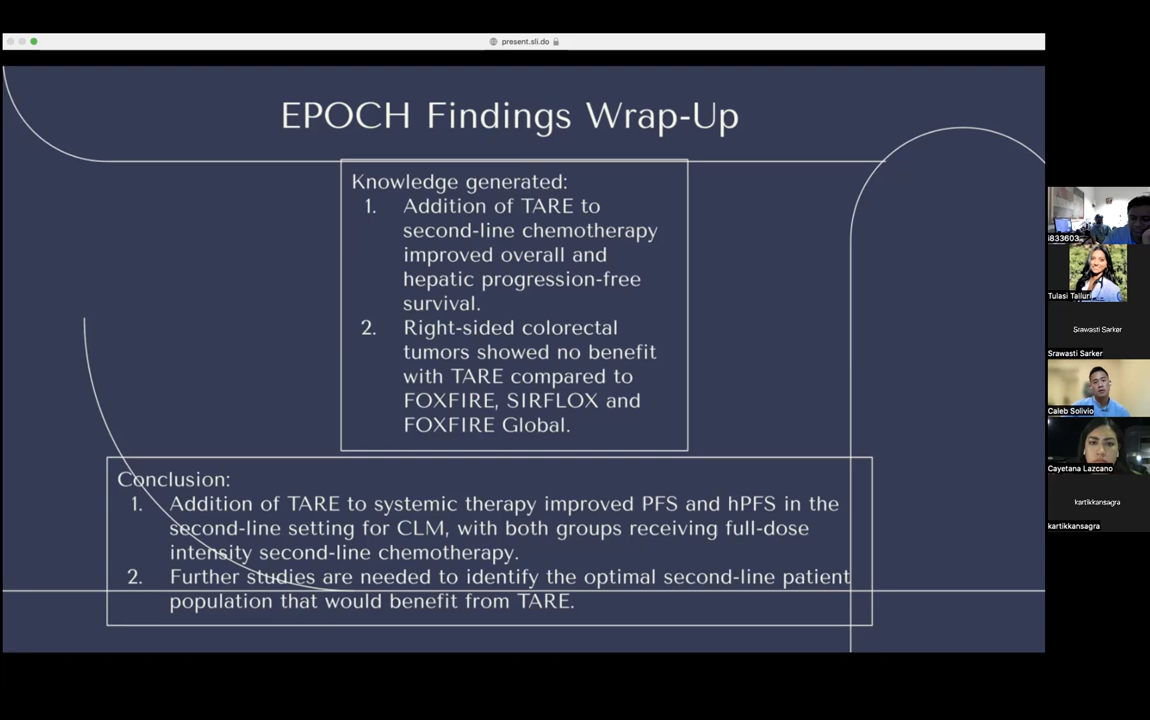 present.sli.do
EPOCH Findings Wrap-Up
Knowledge generated:
1. Addition of TARE to
second-line chemotherapy
improved overall and
hepatic progression-free
survival.
2. Right-sided colorectal
tumors showed no benefit
with TARE compared to
FOXFIRE, SIRFLOX and
FOXFIRE Global.
Conclusion:
1. Addition of TARE to systemic therapy improved PFS and hPFS in the
second-line setting for CLM, with both groups receiving full-dose
intensity second-line chemotherapy.
2. Further studies are needed to identify the optimal second-line patient
population that would benefit from TARE.
i833603
Tulasi Talluri
Srawasti Sarker
Srawasti Sarker
Caleb Solivio
Cayetana Lazcano
kartikkansagra
kartikkansagra